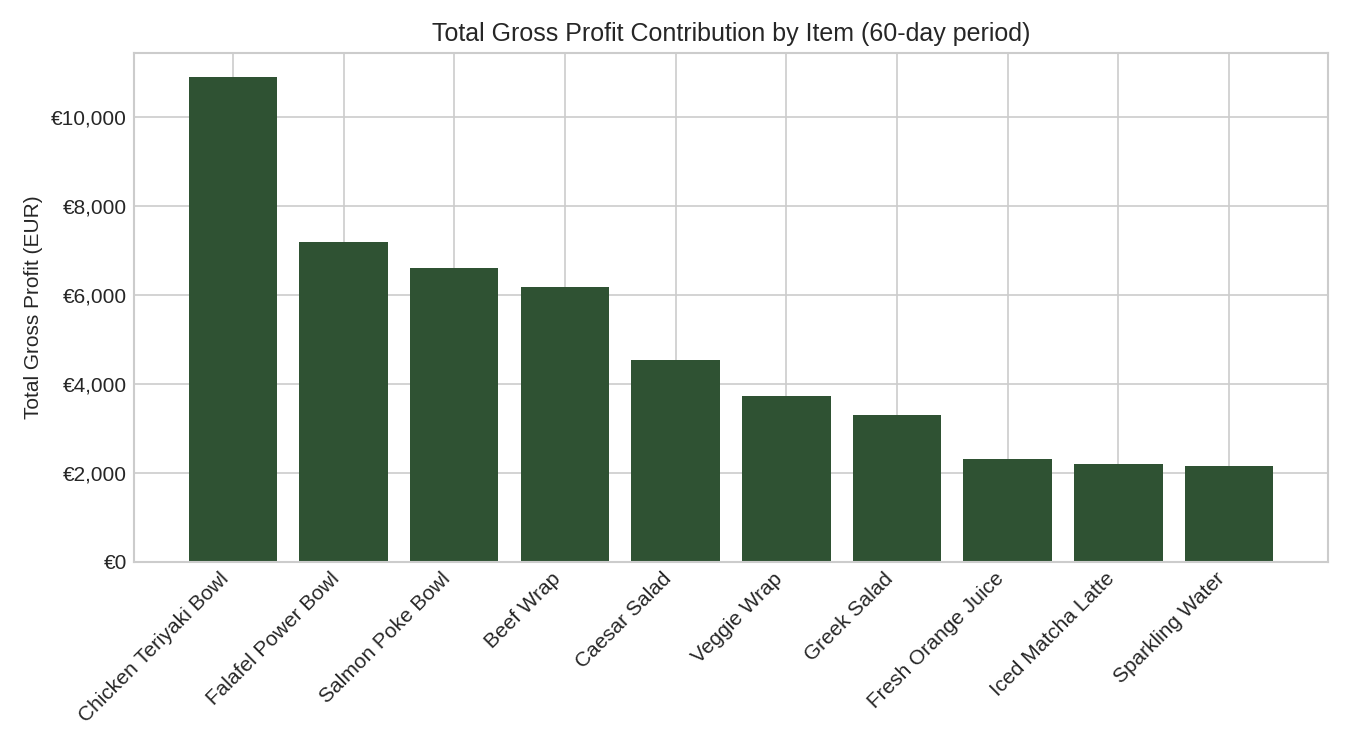 Total Gross Profit Contribution by Item (60-day period)
Total Gross Profit (EUR)
€10,000
€8,000
€6,000
€4,000
€2,000
€0
Chicken Teriyaki Bowl
Falafel Power Bowl
Salmon Poke Bowl
Beef Wrap
Caesar Salad
Veggie Wrap
Greek Salad
Fresh Orange Juice
Iced Matcha Latte
Sparkling Water